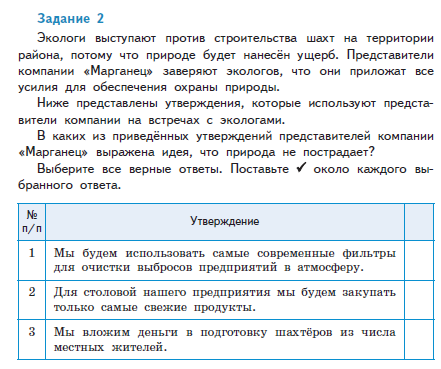 Задание 2
Экологи выступают против строительства шахт на территории
района, потому что природе будет нанесён ущерб. Представители
компании «Марганец» заверяют экологов, что они приложат все
усилия для обеспечения охраны природы.
Ниже представлены утверждения, которые используют предста-
вители компании на встречах с экологами.
В каких из приведённых утверждений представителей компании
«Марганец» выражена идея, что природа не пострадает?
Выберите все верные ответы. Поставьте ✓ около каждого вы-
бранного ответа.
№
п/п
Утверждение
1
Мы будем использовать самые современные фильтры
для очистки выбросов предприятий в атмосферу.
2
Для столовой нашего предприятия мы будем закупать
только самые свежие продукты.
3
Мы вложим деньги в подготовку шахтёров из числа
местных жителей.